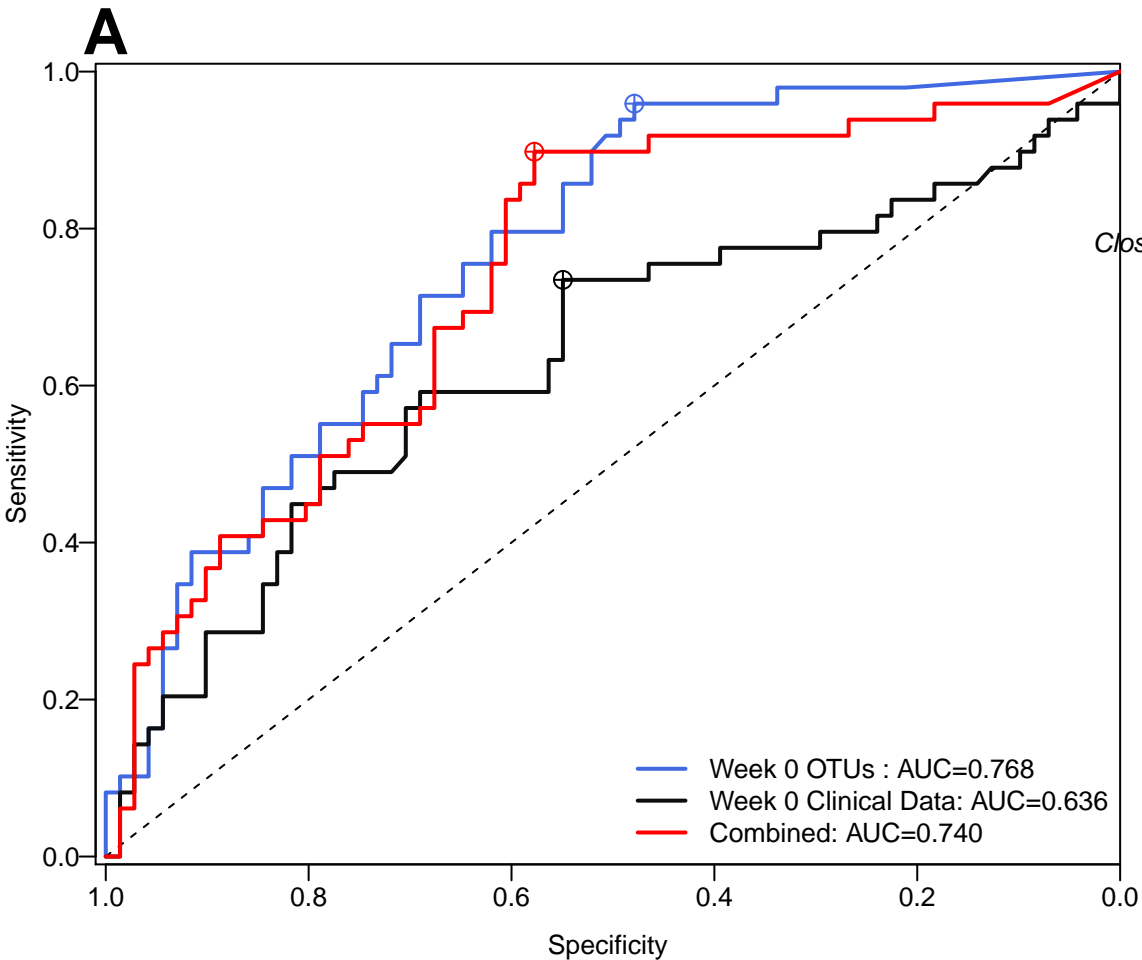 A
1.0
0.8
0.6
0.4
0.2
0.0
Sensitivity
Clos
Week 0 OTUs : AUC=0.768
Week 0 Clinical Data: AUC=0.636
Combined: AUC=0.740
1.0 0.8 0.6 0.4 0.2 0.0
Specificity